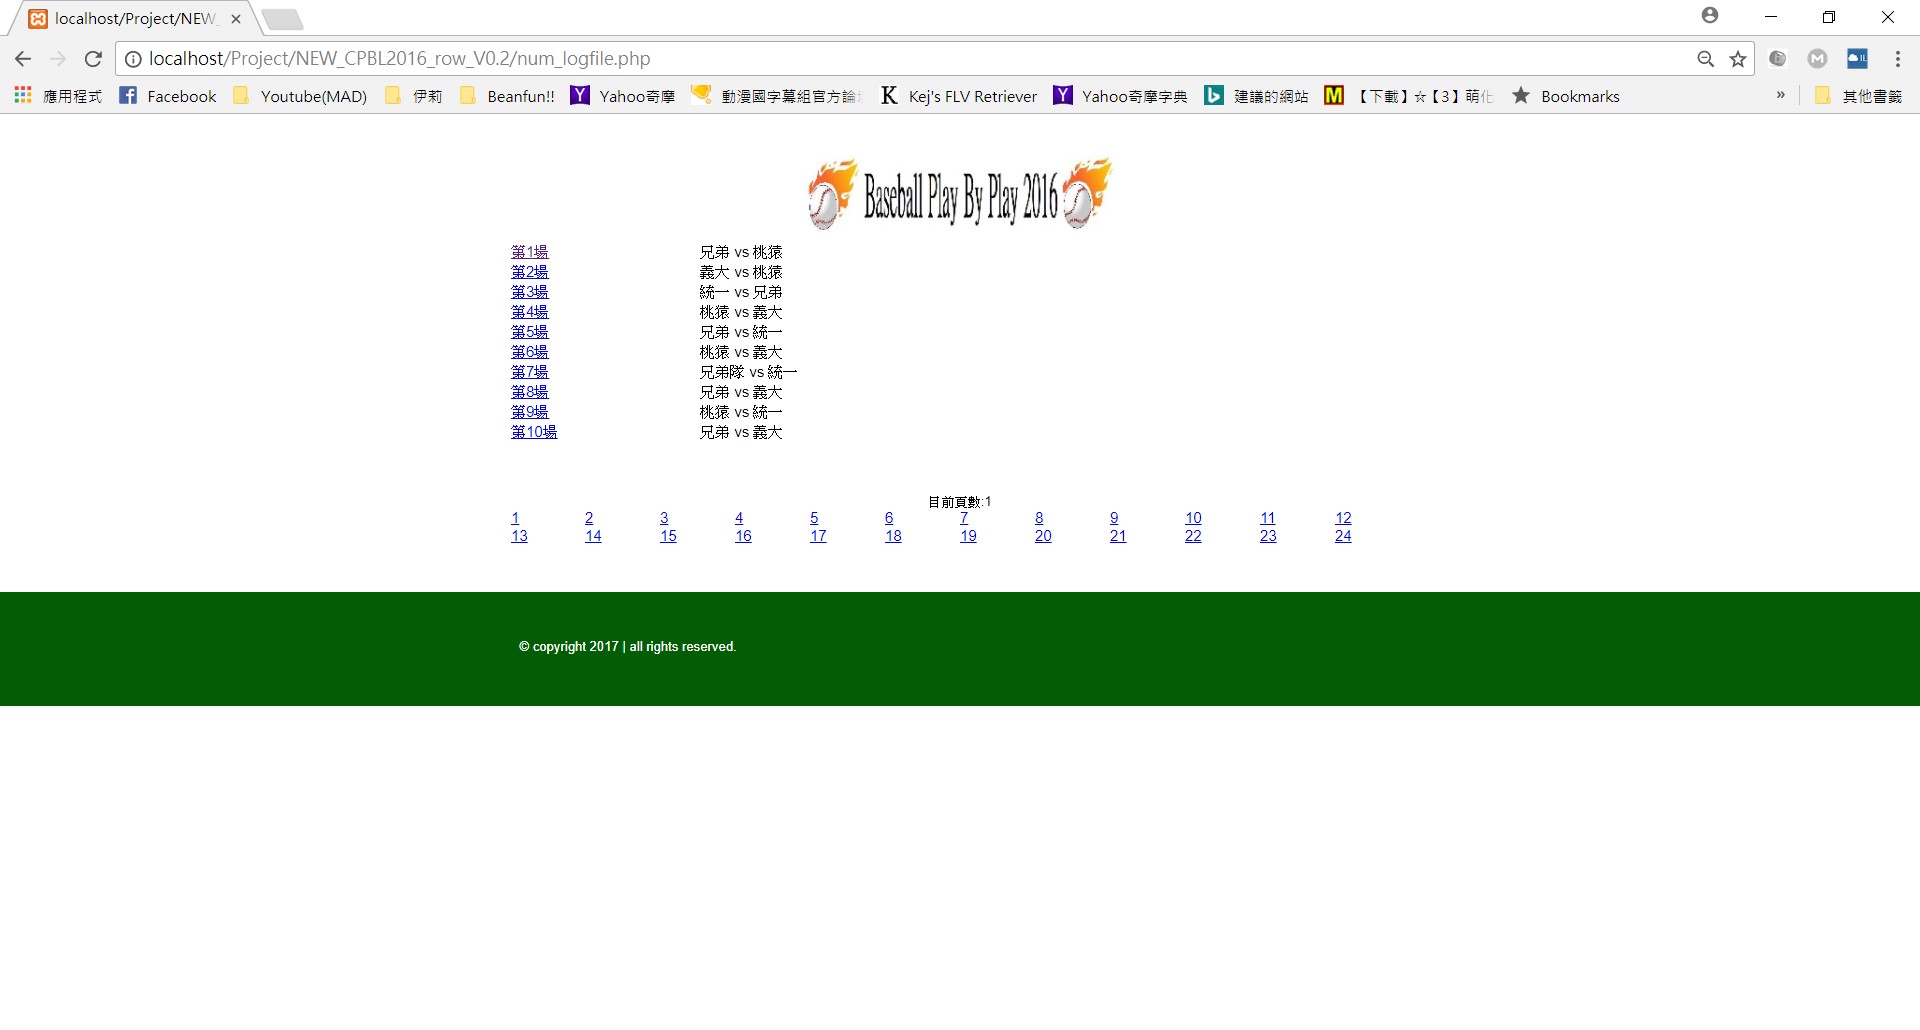 localhost/Project/NEW_
localhost/Project/NEW_CPBL2016_row_V0.2/num_logfile.php
應用程式 Facebook Youtube(MAD) 伊莉 Beanfun!! Yahoo奇摩 動漫國字幕組官方論 Kej's FLV Retriever Yahoo奇摩字典 建議的網站 【下載】☆【3】萌化 Bookmarks » 其他書籤
Baseball Play By Play 2016
第1場 兄弟 vs 桃猿
第2場 義大 vs 桃猿
第3場 統一 vs 兄弟
第4場 桃猿 vs 義大
第5場 兄弟 vs 統一
第6場 桃猿 vs 義大
第7場 兄弟隊 vs 統一
第8場 兄弟 vs 義大
第9場 桃猿 vs 統一
第10場 兄弟 vs 義大
目前頁數:1
1 2 3 4 5 6 7 8 9 10 11 12
13 14 15 16 17 18 19 20 21 22 23 24
© copyright 2017 | all rights reserved.